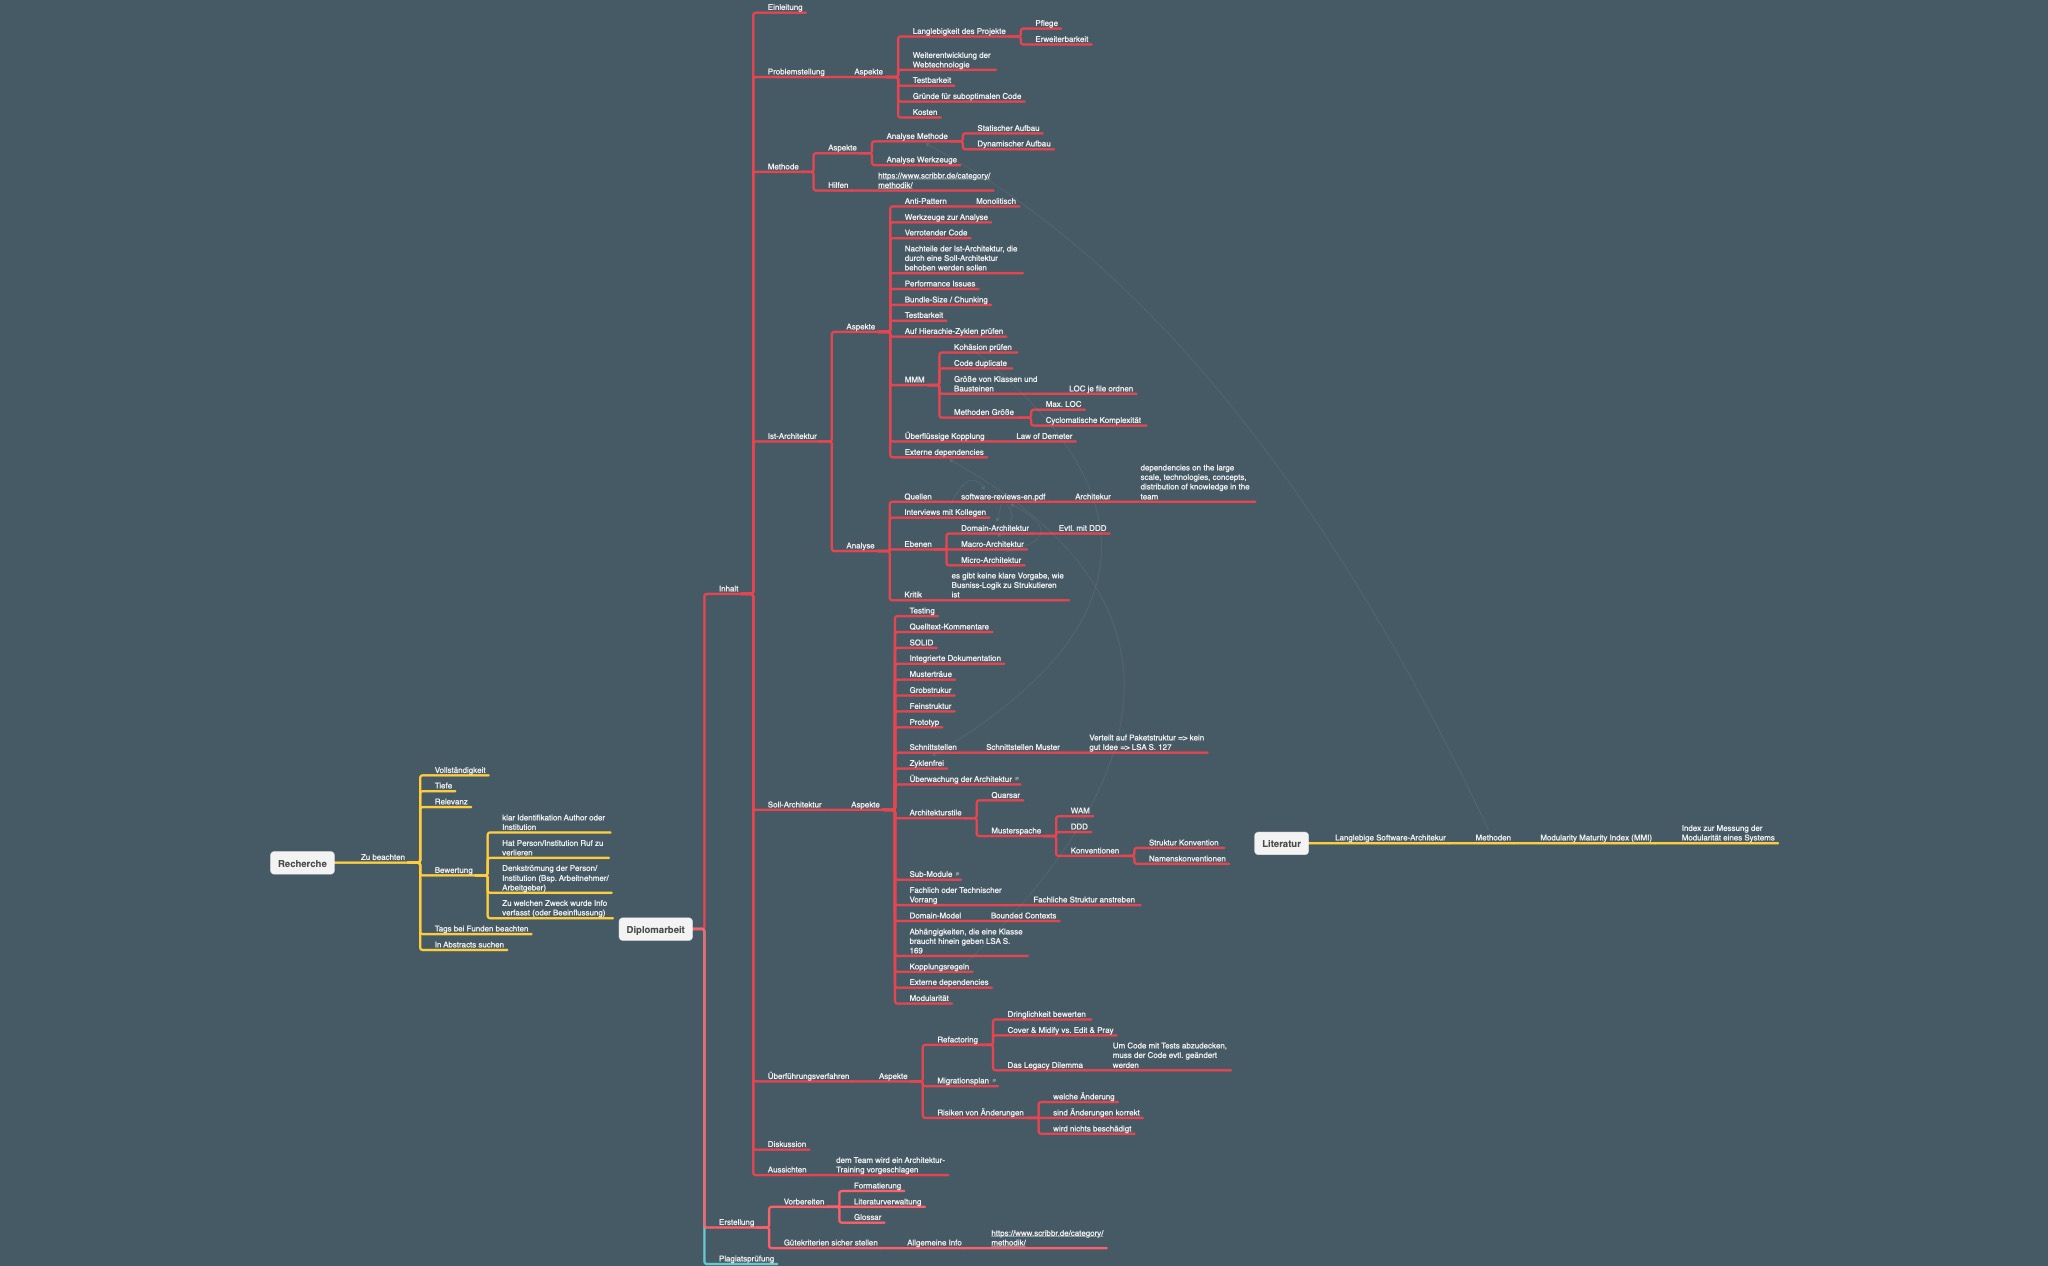 Recherche
Zu beachten
Vollständigkeit
Tiefe
Relevanz
Bewertung
klar Identifikation Author oder
Institution
Hat Person/Institution Ruf zu
verlieren
Denkströmung der Person/
Institution (Bsp. Arbeitnehmer/
Arbeitgeber)
Zu welchen Zweck wurde Info
verfasst (oder Beeinflussung)
Tags bei Funden beachten
In Abstracts suchen
Diplomarbeit
Inhalt
Einleitung
Problemstellung
Aspekte
Langlebigkeit des Projekte
Pflege
Erweiterbarkeit
Weiterentwicklung der
Webtechnologie
Testbarkeit
Gründe für suboptimalen Code
Kosten
Methode
Aspekte
Analyse Methode
Statischer Aufbau
Dynamischer Aufbau
Analyse Werkzeuge
Hilfen
https://www.scribbr.de/category/
methodik/
Ist-Architektur
Aspekte
Anti-Pattern
Monolitisch
Werkzeuge zur Analyse
Verrotender Code
Nachteile der Ist-Architektur, die
durch eine Soll-Architektur
behoben werden sollen
Performance Issues
Bundle-Size / Chunking
Testbarkeit
Auf Hierachie-Zyklen prüfen
MMM
Kohäsion prüfen
Code duplicate
Größe von Klassen und
Bausteinen
LOC je file ordnen
Methoden Größe
Max. LOC
Cyclomatische Komplexität
Überflüssige Kopplung
Law of Demeter
Externe dependencies
Analyse
Quellen
software-reviews-en.pdf
Architekur
dependencies on the large
scale, technologies, concepts,
distribution of knowledge in the
team
Interviews mit Kollegen
Ebenen
Domain-Architektur
Evtl. mit DDD
Macro-Architektur
Micro-Architektur
Kritik
es gibt keine klare Vorgabe, wie
Busniss-Logik zu Strukutieren
ist
Soll-Architektur
Aspekte
Testing
Quelltext-Kommentare
SOLID
Integrierte Dokumentation
Musterträue
Grobstrukur
Feinstruktur
Prototyp
Schnittstellen
Schnittstellen Muster
Verteilt auf Paketstruktur => kein
gut Idee => LSA S. 127
Zyklenfrei
Überwachung der Architektur
Architekturstile
Quarsar
Musterspache
WAM
DDD
Konventionen
Struktur Konvention
Namenskonventionen
Sub-Module
Fachlich oder Technischer
Vorrang
Fachliche Struktur anstreben
Domain-Model
Bounded Contexts
Abhängigkeiten, die eine Klasse
braucht hinein geben LSA S.
169
Kopplungsregeln
Externe dependencies
Modularität
Überführungsverfahren
Aspekte
Refactoring
Dringlichkeit bewerten
Cover & Midify vs. Edit & Pray
Das Legacy Dilemma
Um Code mit Tests abzudecken,
muss der Code evtl. geändert
werden
Migrationsplan
Risiken von Änderungen
welche Änderung
sind Änderungen korrekt
wird nichts beschädigt
Diskussion
Aussichten
dem Team wird ein Architektur-
Training vorgeschlagen
Erstellung
Vorbereiten
Formatierung
Literaturverwaltung
Glossar
Gütekriterien sicher stellen
Allgemeine Info
https://www.scribbr.de/category/
methodik/
Plagiatsprüfung
Literatur
Langlebige Software-Architekur
Methoden
Modularity Maturity Index (MMI)
Index zur Messung der
Modularität eines Systems